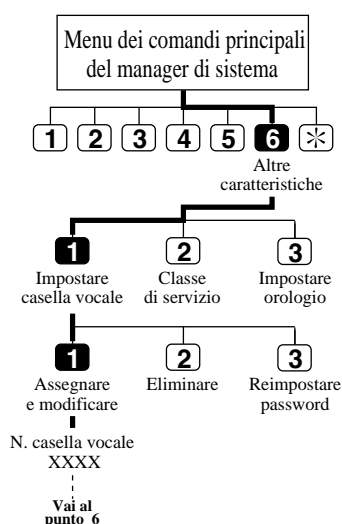 Menu dei comandi principali
del manager di sistema
1 2 3 4 5 6 *
Altre
caratteristiche
1 2 3
Impostare Classe Impostare
casella vocale di servizio orologio
1 2 3
Assegnare Eliminare Reimpostare
e modificare password
N. casella vocale
XXXX
Vai al
punto 6